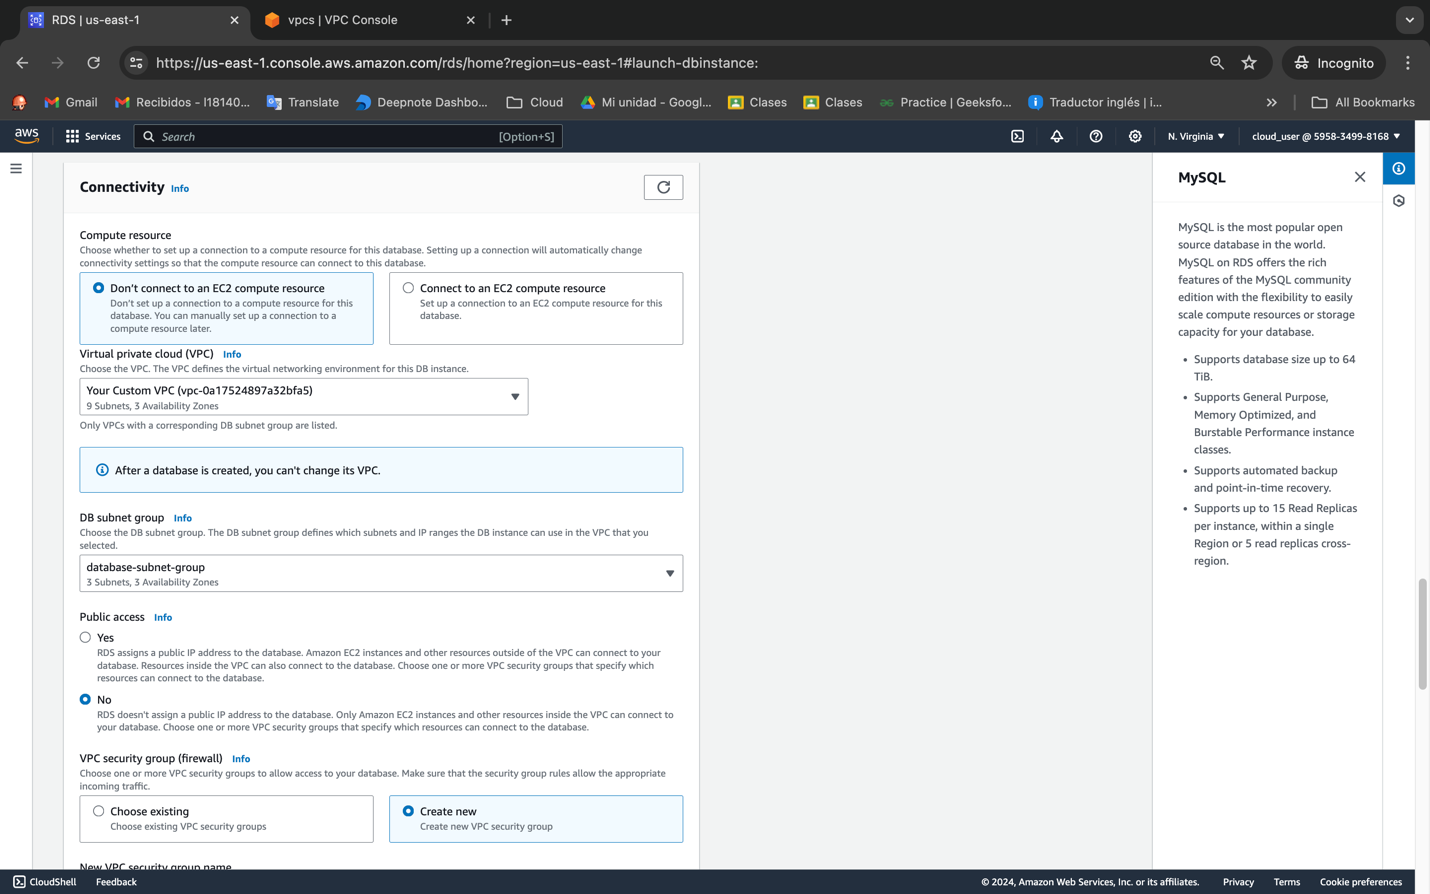 RDS | us-east-1
vpcs | VPC Console
https://us-east-1.console.aws.amazon.com/rds/home?region=us-east-1#launch-dbinstance:
Incognito
Gmail
Recibidos - l18140...
Translate
Deepnote Dashbo...
Cloud
Mi unidad - Googl...
Clases
Clases
Practice | Geeksfo...
Traductor inglés | i...
All Bookmarks
aws
Services
Search
[Option+S]
N. Virginia
cloud_user @ 5958-3499-8168
Connectivity Info
Compute resource
Choose whether to set up a connection to a compute resource for this database. Setting up a connection will automatically change
connectivity settings so that the compute resource can connect to this database.
Don't connect to an EC2 compute resource
Don't set up a connection to a compute resource for this
database. You can manually set up a connection to a
compute resource later.
Connect to an EC2 compute resource
Set up a connection to an EC2 compute resource for this
database.
Virtual private cloud (VPC) Info
Choose the VPC. The VPC defines the virtual networking environment for this DB instance.
Your Custom VPC (vpc-0a17524897a32bfa5)
9 Subnets, 3 Availability Zones
Only VPCs with a corresponding DB subnet group are listed.
After a database is created, you can't change its VPC.
DB subnet group Info
Choose the DB subnet group. The DB subnet group defines which subnets and IP ranges the DB instance can use in the VPC that you
selected.
database-subnet-group
3 Subnets, 3 Availability Zones
Public access Info
Yes
RDS assigns a public IP address to the database. Amazon EC2 instances and other resources outside of the VPC can connect to your
database. Resources inside the VPC can also connect to the database. Choose one or more VPC security groups that specify which
resources can connect to the database.
No
RDS doesn't assign a public IP address to the database. Only Amazon EC2 instances and other resources inside the VPC can connect to
your database. Choose one or more VPC security groups that specify which resources can connect to the database.
VPC security group (firewall) Info
Choose one or more VPC security groups to allow access to your database. Make sure that the security group rules allow the appropriate
incoming traffic.
Choose existing
Choose existing VPC security groups
Create new
Create new VPC security group
New VPC security group name
MySQL
MySQL is the most popular open
source database in the world.
MySQL on RDS offers the rich
features of the MySQL community
edition with the flexibility to easily
scale compute resources or storage
capacity for your database.
• Supports database size up to 64
TiB.
• Supports General Purpose,
Memory Optimized, and
Burstable Performance instance
classes.
• Supports automated backup
and point-in-time recovery.
• Supports up to 15 Read Replicas
per instance, within a single
Region or 5 read replicas cross-
region.
CloudShell
Feedback
© 2024, Amazon Web Services, Inc. or its affiliates.
Privacy
Terms
Cookie preferences